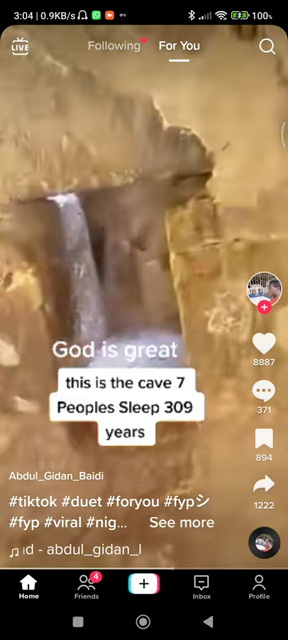 3:04 | 0.9KB/s
100%
LIVE
Following
For You
God is great
this is the cave 7
Peoples Sleep 309
years
8887
371
894
1222
Abdul_Gidan_Baidi
#tiktok #duet #foryou #fypシ
#fyp #viral #nig... See more
ıd - abdul_gidan_l
4
Home
Friends
Inbox
Profile